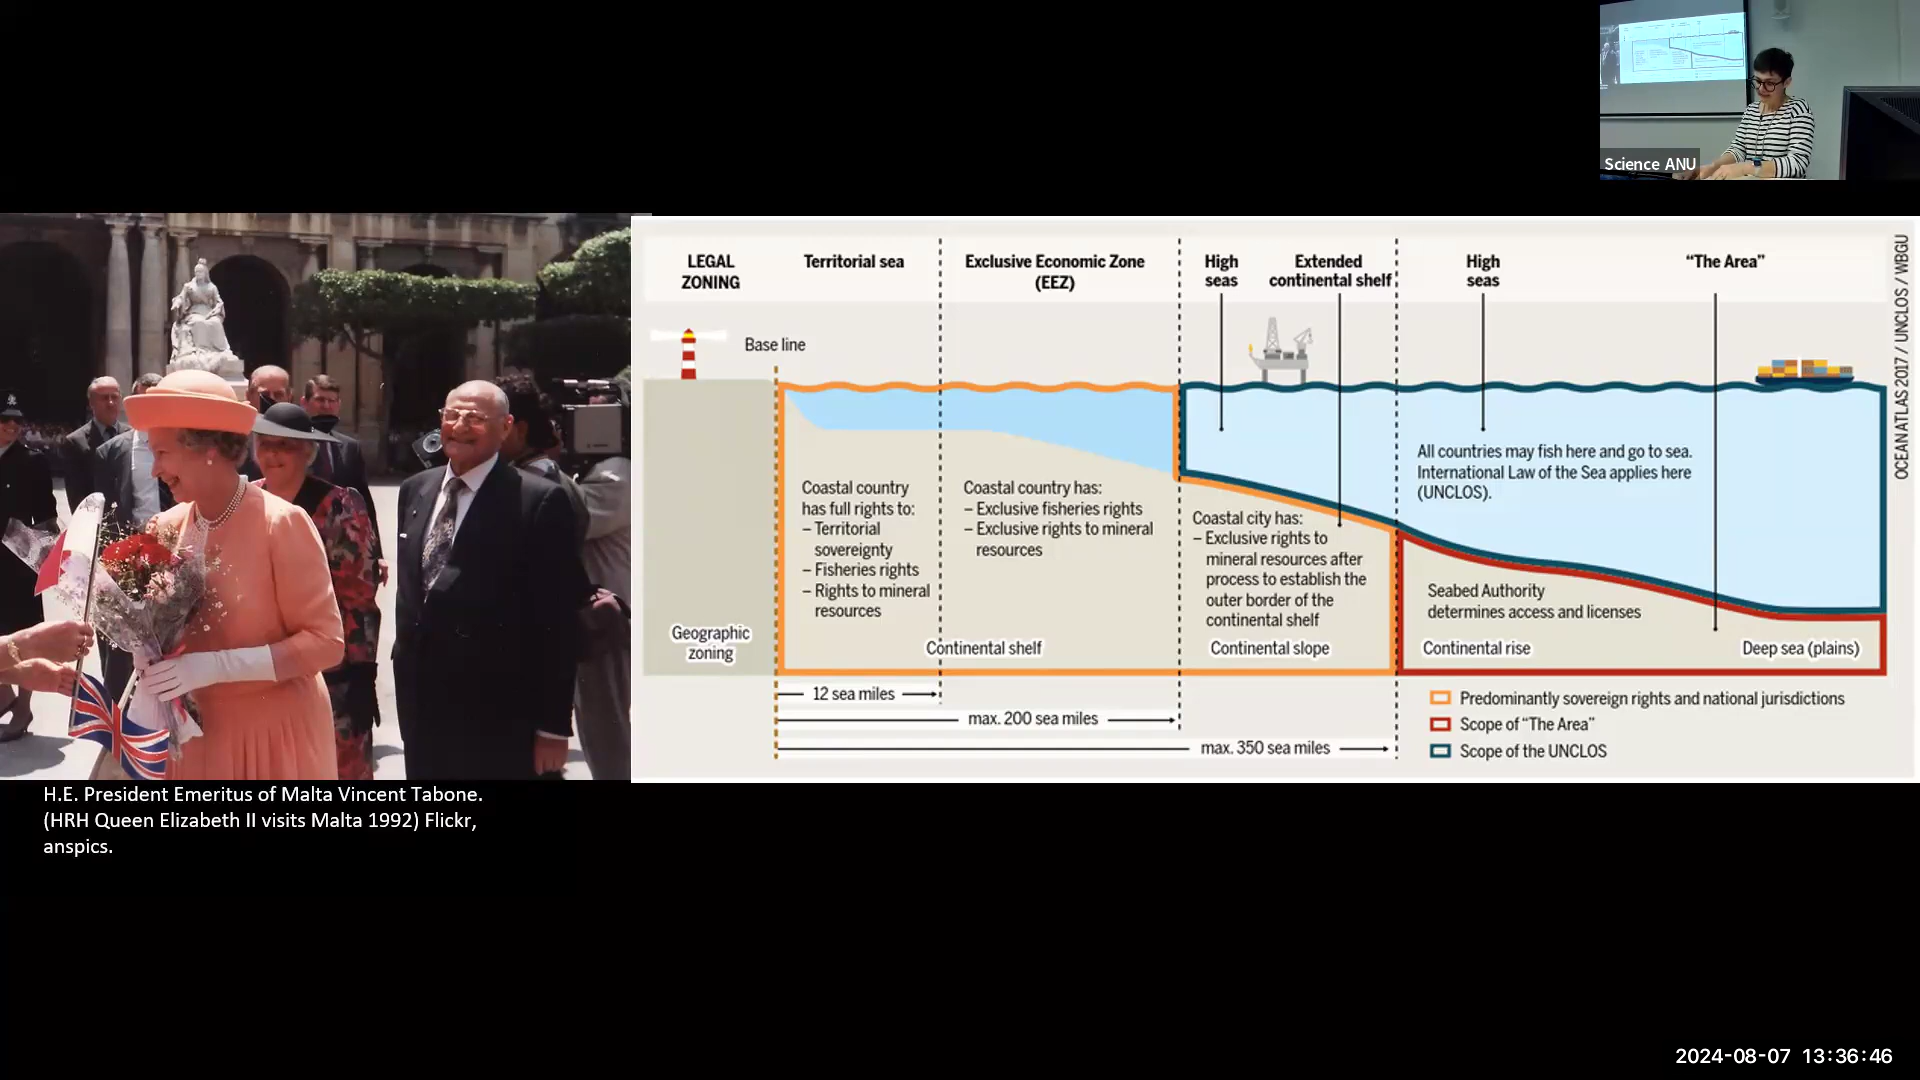 Science ANU
LEGAL
ZONING
Territorial sea
Exclusive Economic Zone
(EEZ)
High
seas
Extended
continental shelf
High
seas
“The Area”
OCEAN ATLAS 2017 / UNCLOS / WBGU
Base line
Coastal country
has full rights to:
– Territorial
sovereignty
– Fisheries rights
– Rights to mineral
resources
Coastal country has:
– Exclusive fisheries rights
– Exclusive rights to mineral
resources
Coastal city has:
– Exclusive rights to
mineral resources after
process to establish the
outer border of the
continental shelf
All countries may fish here and go to sea.
International Law of the Sea applies here
(UNCLOS).
Seabed Authority
determines access and licenses
Geographic
zoning
Continental shelf
Continental slope
Continental rise
Deep sea (plains)
12 sea miles
max. 200 sea miles
max. 350 sea miles
Predominantly sovereign rights and national jurisdictions
Scope of “The Area”
Scope of the UNCLOS
H.E. President Emeritus of Malta Vincent Tabone.
(HRH Queen Elizabeth II visits Malta 1992) Flickr,
anspics.
2024-08-07 13:36:46